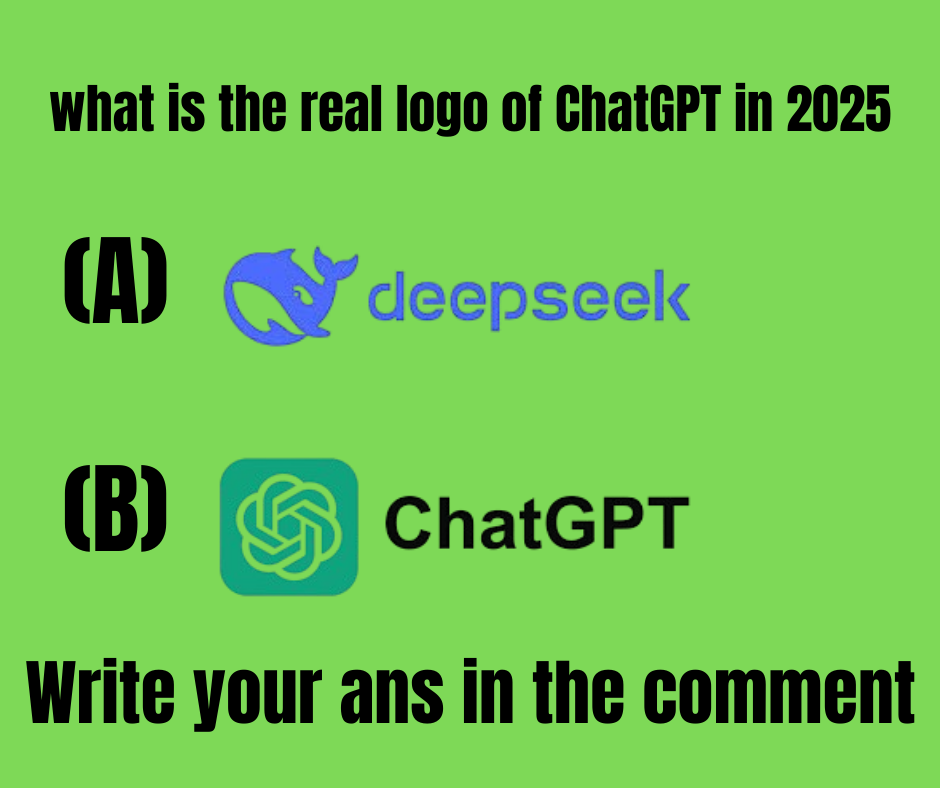 what is the real logo of ChatGPT in 2025
(A) deepseek
(B) ChatGPT
Write your ans in the comment